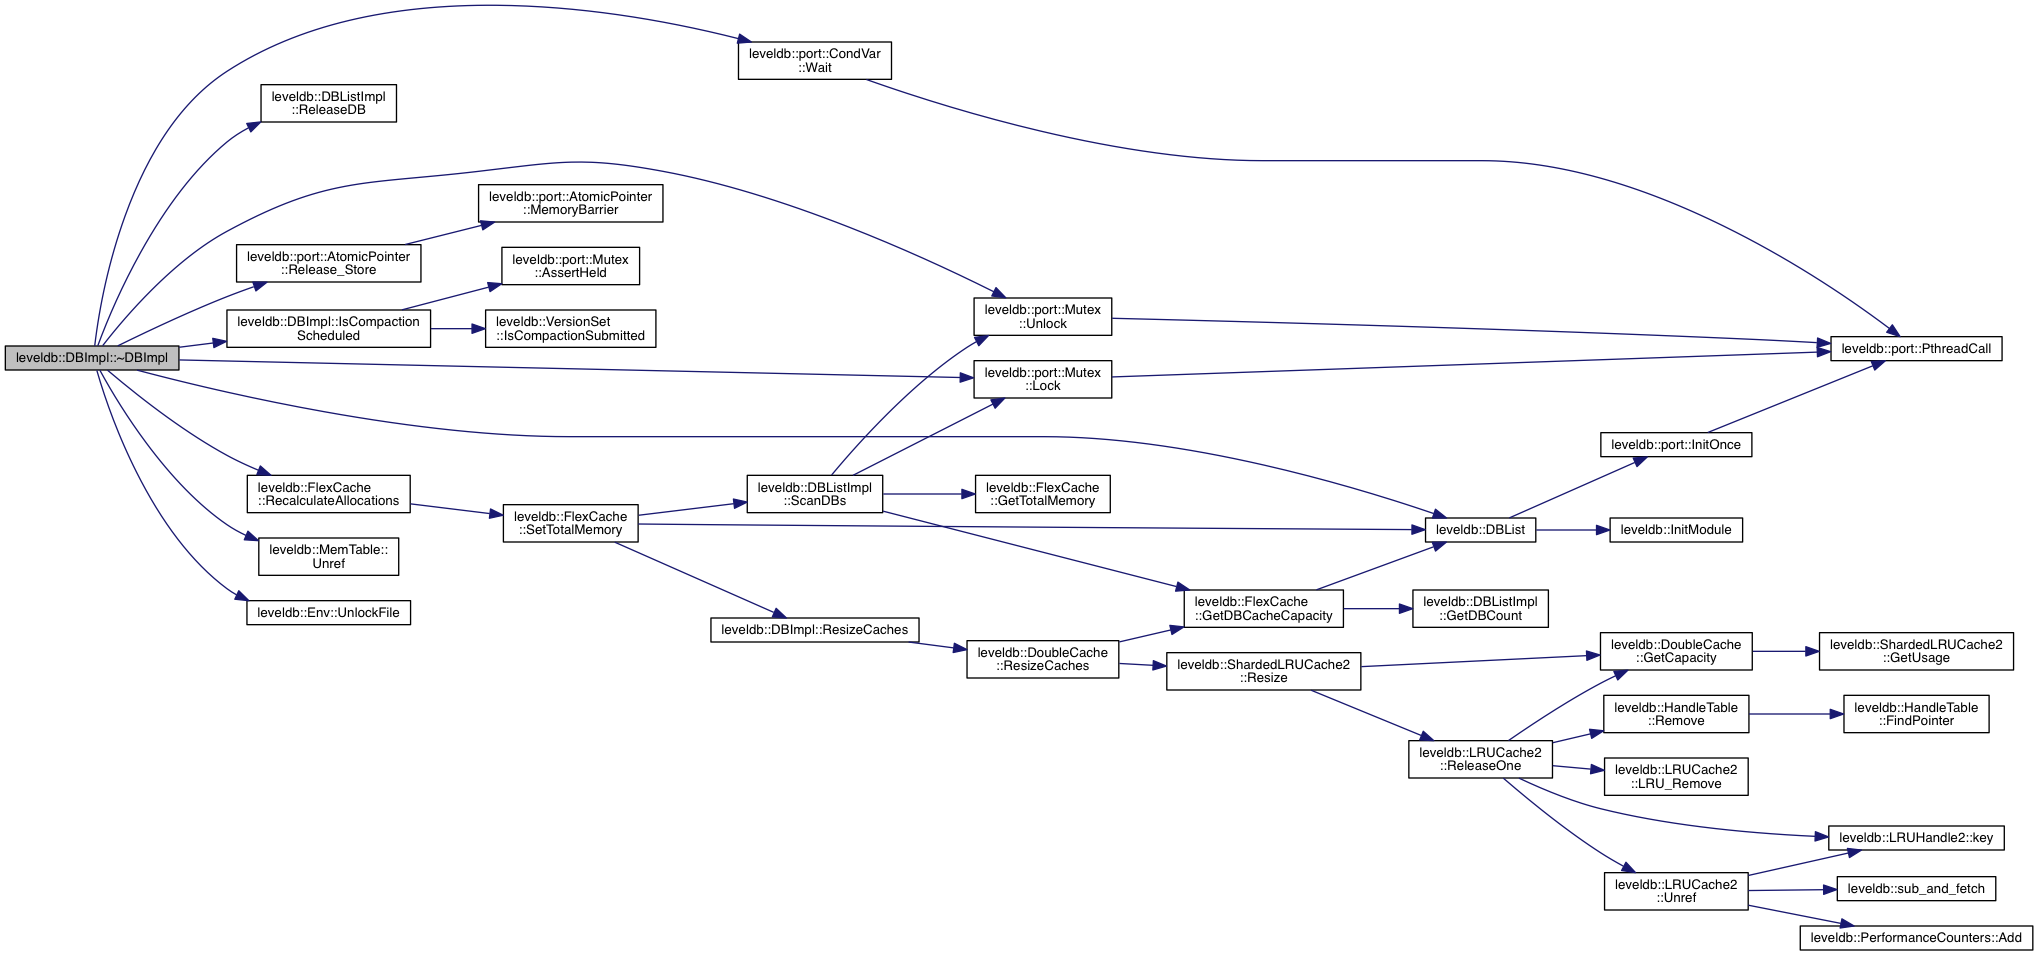 leveldb::port::CondVar
::Wait
leveldb::DBListImpl
::ReleaseDB
leveldb::port::AtomicPointer
::MemoryBarrier
leveldb::port::AtomicPointer
::Release_Store
leveldb::port::Mutex
::AssertHeld
leveldb::DBImpl::IsCompaction
Scheduled
leveldb::VersionSet
::IsCompactionSubmitted
leveldb::port::Mutex
::Unlock
leveldb::DBImpl::~DBImpl
leveldb::port::PthreadCall
leveldb::port::Mutex
::Lock
leveldb::port::InitOnce
leveldb::FlexCache
::RecalculateAllocations
leveldb::DBListImpl
::ScanDBs
leveldb::FlexCache
::GetTotalMemory
leveldb::FlexCache
::SetTotalMemory
leveldb::DBList
leveldb::InitModule
leveldb::MemTable::
Unref
leveldb::Env::UnlockFile
leveldb::FlexCache
::GetDBCacheCapacity
leveldb::DBListImpl
::GetDBCount
leveldb::DBImpl::ResizeCaches
leveldb::DoubleCache
::ResizeCaches
leveldb::ShardedLRUCache2
::Resize
leveldb::DoubleCache
::GetCapacity
leveldb::ShardedLRUCache2
::GetUsage
leveldb::HandleTable
::Remove
leveldb::HandleTable
::FindPointer
leveldb::LRUCache2
::ReleaseOne
leveldb::LRUCache2
::LRU_Remove
leveldb::LRUHandle2::key
leveldb::LRUCache2
::Unref
leveldb::sub_and_fetch
leveldb::PerformanceCounters::Add